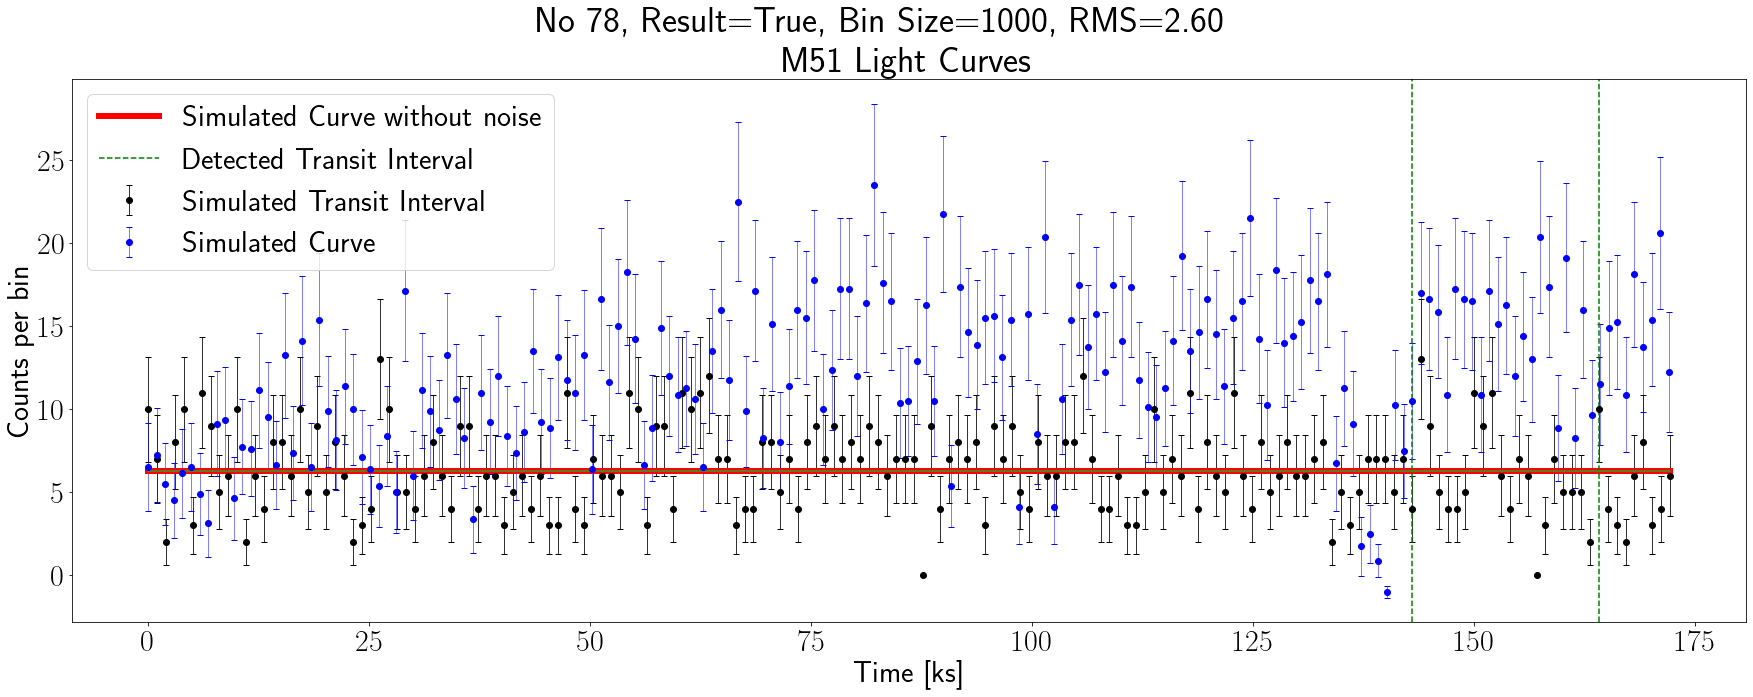 No 78, Result=True, Bin Size=1000, RMS=2.60
M51 Light Curves
Simulated Curve without noise
Detected Transit Interval
Simulated Transit Interval
Simulated Curve
Counts per bin
25
20
15
10
5
0
0 25 50 75 100 125 150 175
Time [ks]